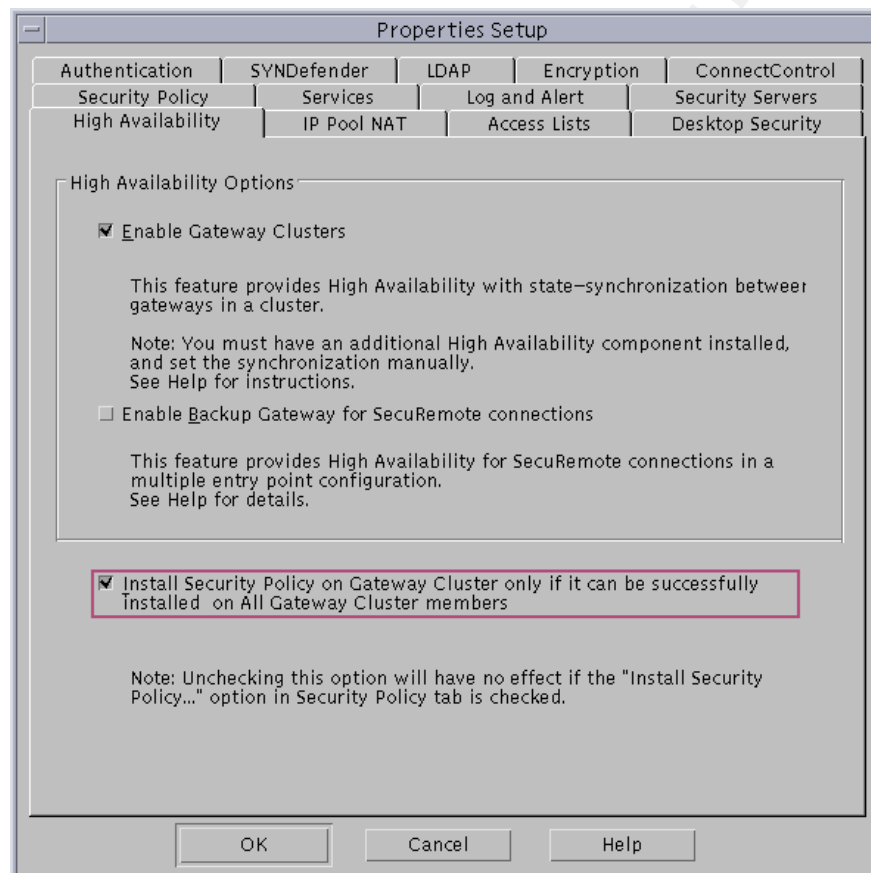 Properties Setup
Authentication SYNDefender LDAP Encryption ConnectControl
Security Policy Services Log and Alert Security Servers
High Availability IP Pool NAT Access Lists Desktop Security
High Availability Options
Enable Gateway Clusters
This feature provides High Availability with state-synchronization between
gateways in a cluster.
Note: You must have an additional High Availability component installed,
and set the synchronization manually.
See Help for instructions.
Enable Backup Gateway for SecuRemote connections
This feature provides High Availability for SecuRemote connections in a
multiple entry point configuration.
See Help for details.
Install Security Policy on Gateway Cluster only if it can be successfully
Installed on All Gateway Cluster members
Note: Unchecking this option will have no effect if the "Install Security
Policy..." option in Security Policy tab is checked.
OK Cancel Help